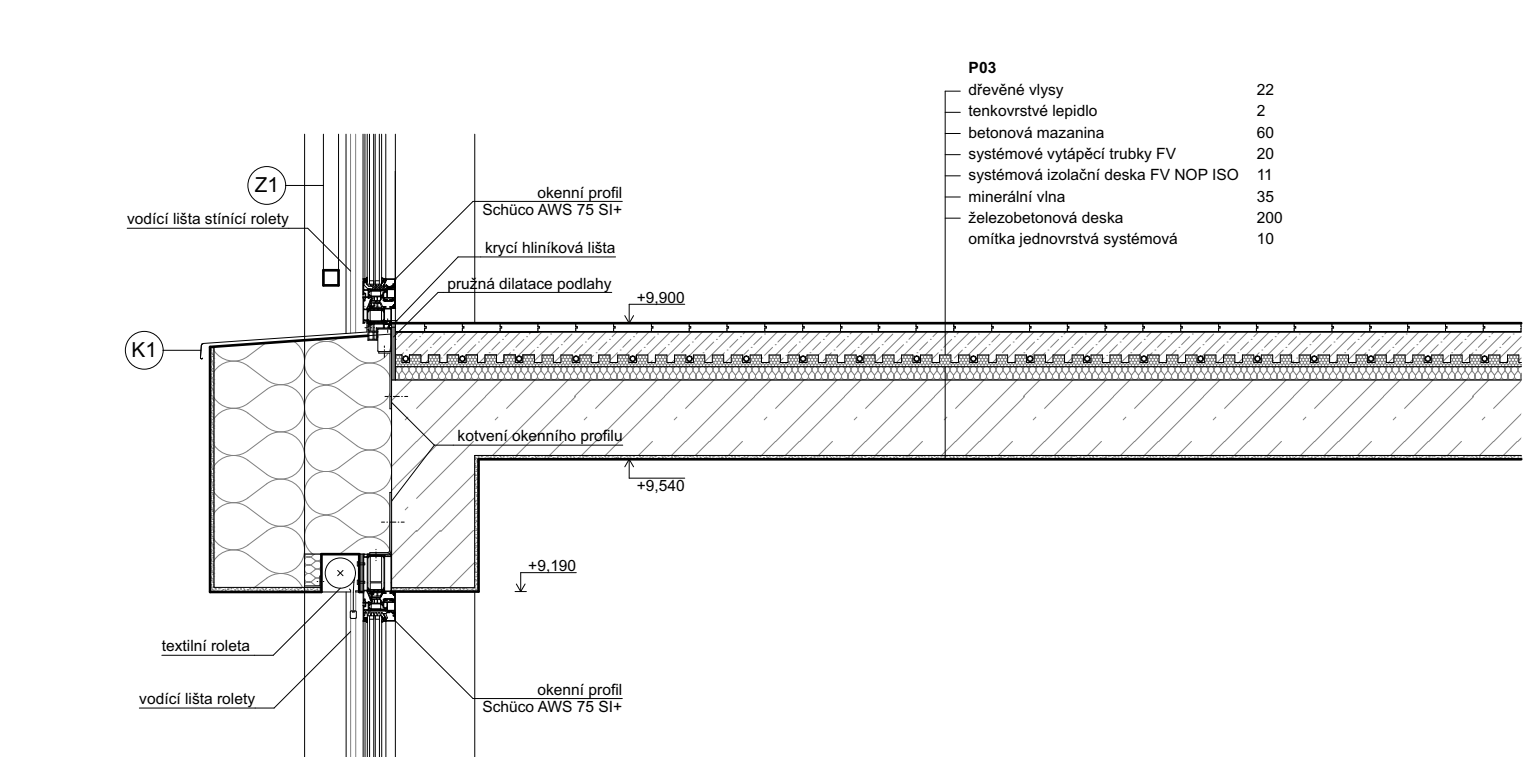 P03
dřevěné vlysy 22
tenkovrstvé lepidlo 2
betonová mazanina 60
systémové vytápěcí trubky FV 20
systémová izolační deska FV NOP ISO 11
minerální vlna 35
železobetonová deska 200
omítka jednovrstvá systémová 10
Z1
okenní profil
Schüco AWS 75 SI+
vodící lišta stínící rolety
krycí hliníková lišta
pružná dilatace podlahy
+9,900
K1
kotvení okenního profilu
+9,540
+9,190
textilní roleta
vodící lišta rolety
okenní profil
Schüco AWS 75 SI+